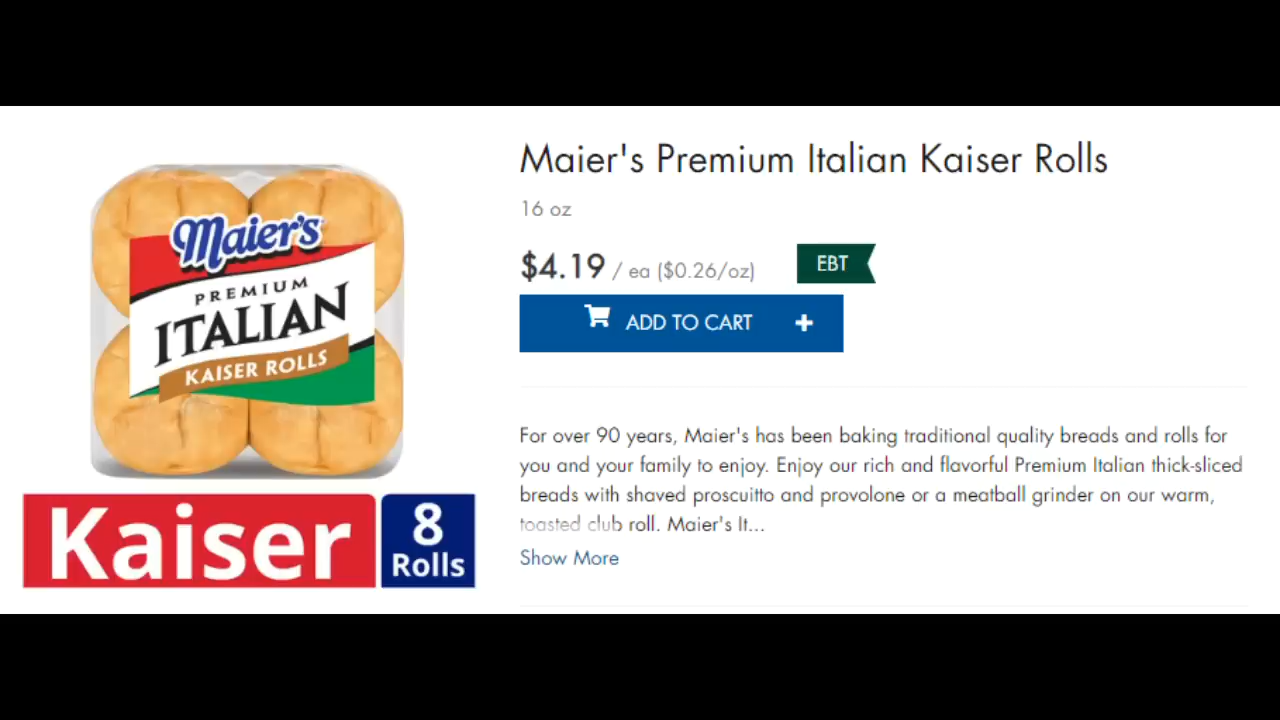 Maier's
PREMIUM
ITALIAN
KAISER ROLLS
Kaiser
8
Rolls
Maier's Premium Italian Kaiser Rolls
16 oz
$4.19 / ea ($0.26/oz)
EBT
ADD TO CART +
For over 90 years, Maier's has been baking traditional quality breads and rolls for
you and your family to enjoy. Enjoy our rich and flavorful Premium Italian thick-sliced
breads with shaved proscuitto and provolone or a meatball grinder on our warm,
toasted club roll. Maier's It...
Show More